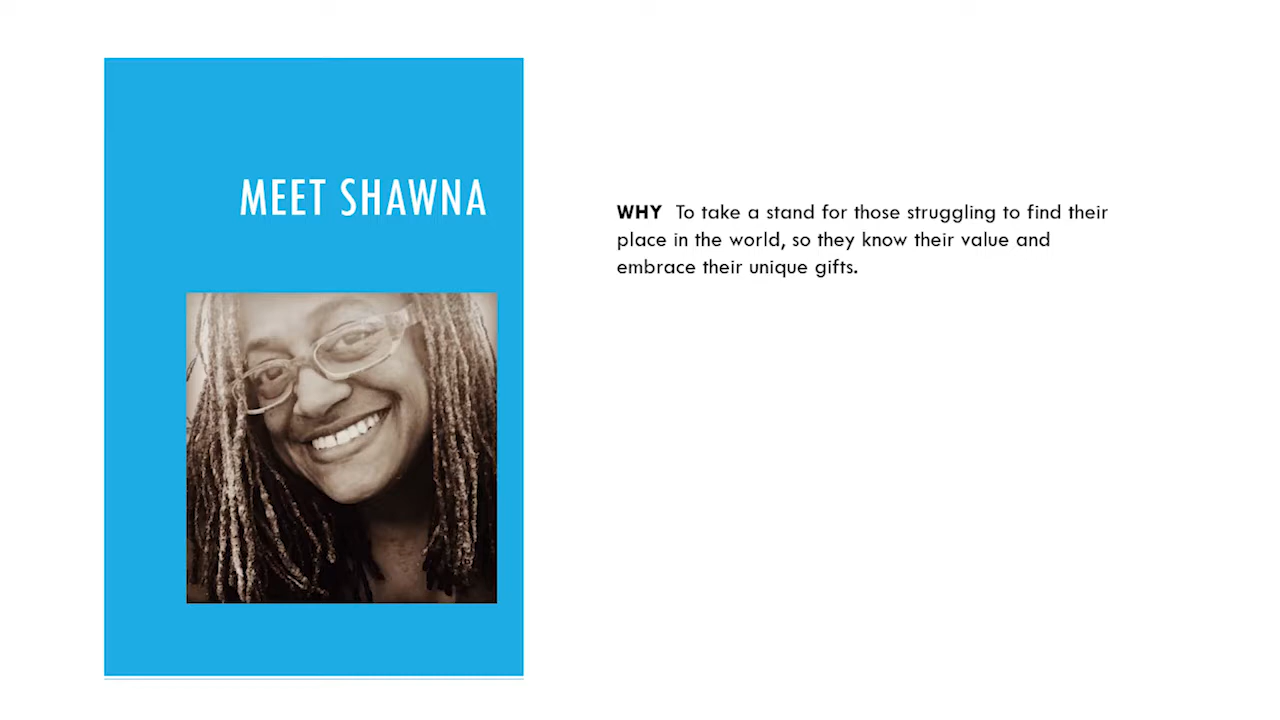 MEET SHAWNA
WHY To take a stand for those struggling to find their
place in the world, so they know their value and
embrace their unique gifts.